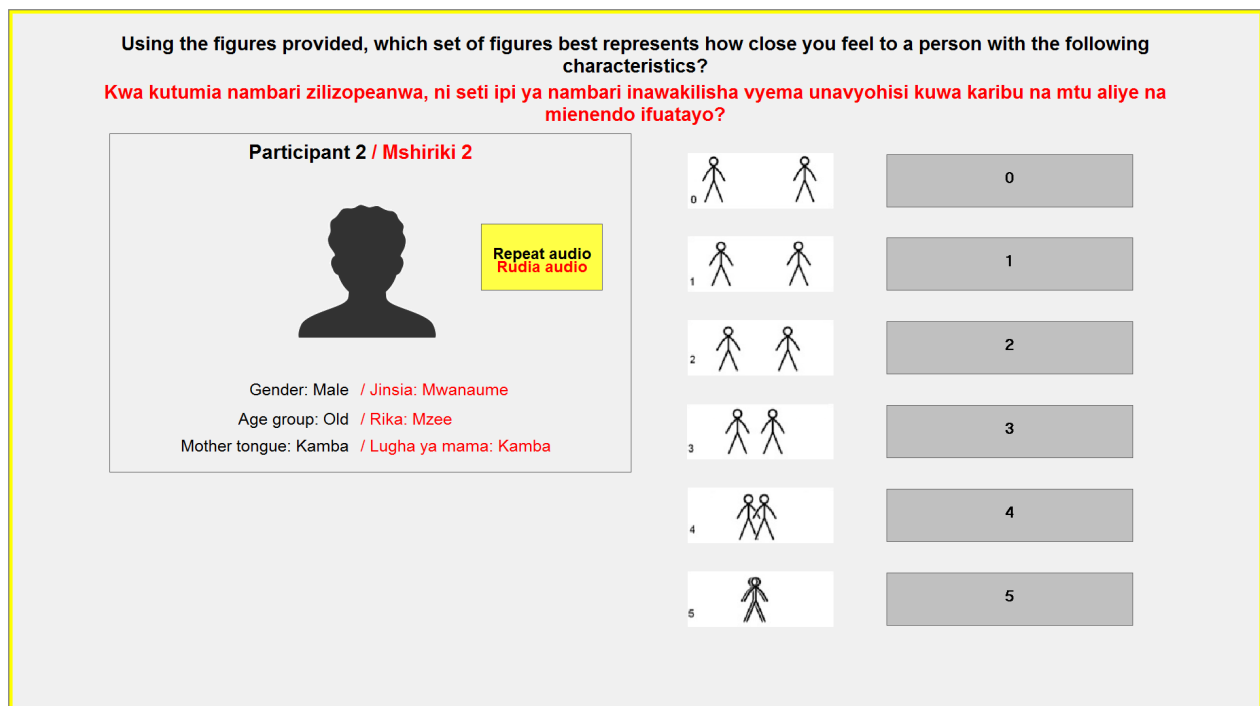 Using the figures provided, which set of figures best represents how close you feel to a person with the following
characteristics?
Kwa kutumia nambari zilizopeanwa, ni seti ipi ya nambari inawakilisha vyema unavyohisi kuwa karibu na mtu aliye na
mienendo ifuatayo?
Participant 2 / Mshiriki 2
Repeat audio
Rudia audio
Gender: Male / Jinsia: Mwanaume
Age group: Old / Rika: Mzee
Mother tongue: Kamba / Lugha ya mama: Kamba
0 0
1 1
2 2
3 3
4 4
5 5